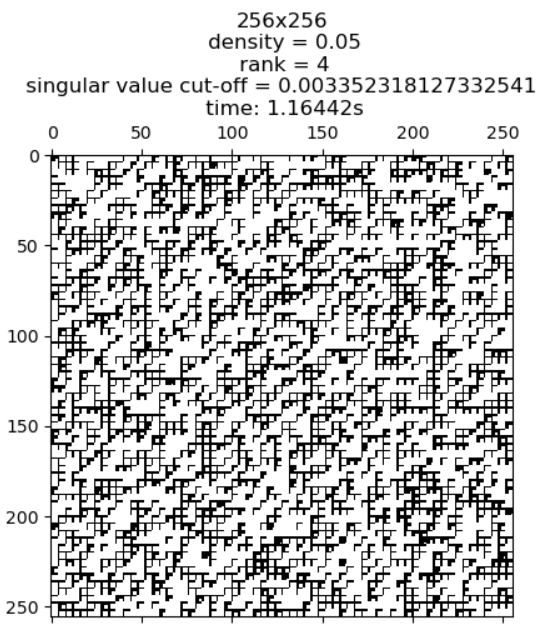 256x256
density = 0.05
rank = 4
singular value cut-off = 0.003352318127332541
time: 1.16442s
0 50 100 150 200 250
0
50
100
150
200
250